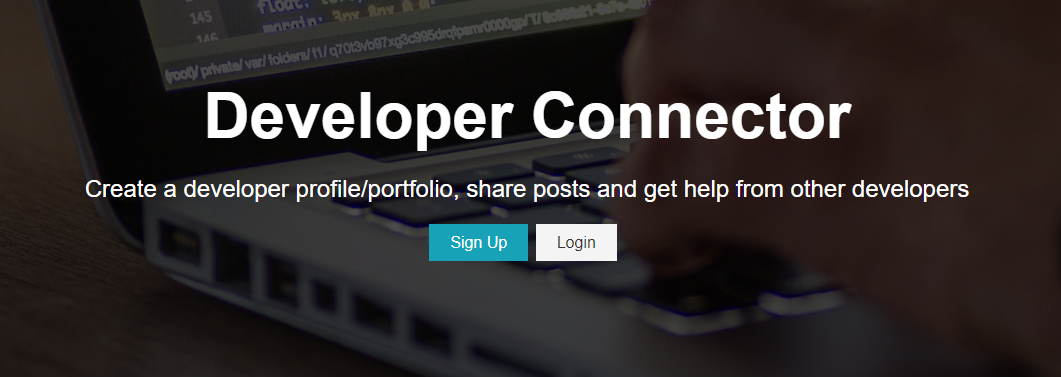 145
146
(root)/private/var/folders/f1/
Developer Connector
Create a developer profile/portfolio, share posts and get help from other developers
Sign Up
Login